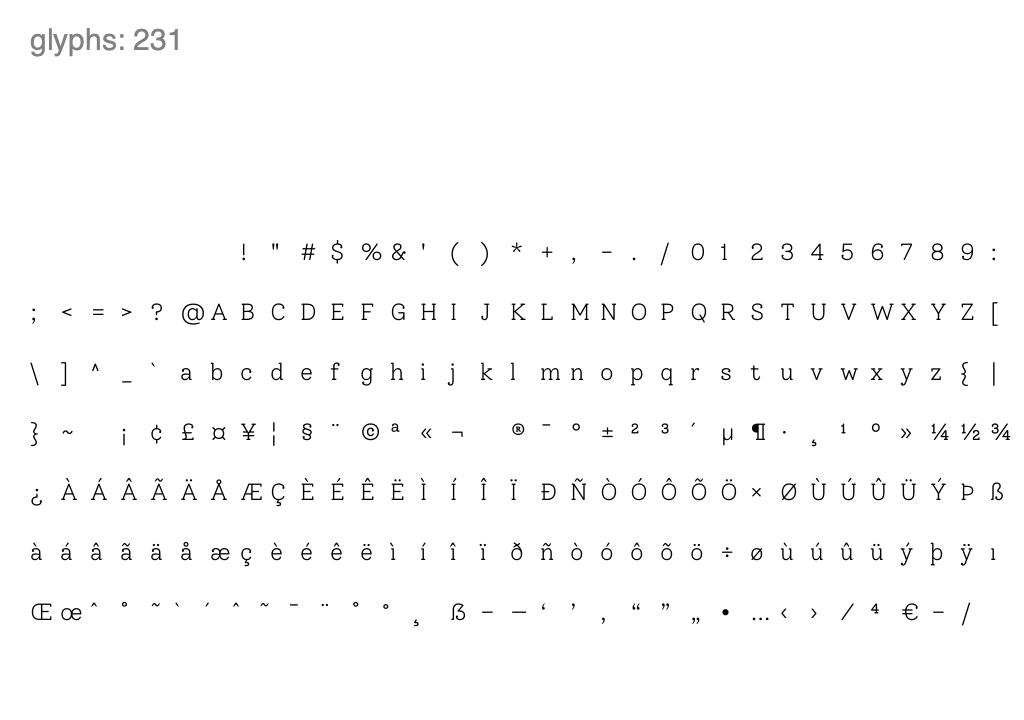 glyphs: 231
! " # $ % & ' ( ) * + , - . / 0 1 2 3 4 5 6 7 8 9 :
; < = > ? @ A B C D E F G H I J K L M N O P Q R S T U V W X Y Z [
\ ] ^ _ ` a b c d e f g h i j k l m n o p q r s t u v w x y z { |
} ~ ¡ ¢ £ ¤ ¥ ¦ § ¨ © ª « ¬ ® ¯ ° ± ² ³ ´ µ ¶ · ¸ ¹ º » ¼ ½ ¾
¿ À Á Â Ã Ä Å Æ Ç È É Ê Ë Ì Í Î Ï Ð Ñ Ò Ó Ô Õ Ö × Ø Ù Ú Û Ü Ý Þ ß
à á â ã ä å æ ç è é ê ë ì í î ï ð ñ ò ó ô õ ö ÷ ø ù ú û ü ý þ ÿ ı
Œ œ ˆ ˚ ˜ ` ´ ˆ ˜ ¯ ¨ ˚ ° ¸ ẞ – — ‘ ’ ‚ “ ” „ • … ‹ › ⁄ ⁴ € − ∕